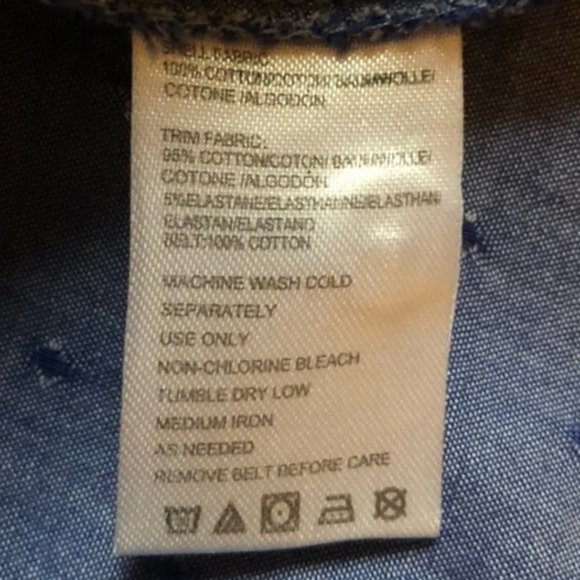 SHELL FABRIC
100% COTTON/COTON/ BAUMWOLLE/
COTONE /ALGODÓN
TRIM FABRIC:
95% COTTON/COTON/ BAUMWOLLE/
COTONE /ALGODÓN
5%ELASTANE/ELASTHANNE/ELASTHAN/
ELASTAN/ELASTANO
BELT:100% COTTON
MACHINE WASH COLD
SEPARATELY
USE ONLY
NON-CHLORINE BLEACH
TUMBLE DRY LOW
MEDIUM IRON
AS NEEDED
REMOVE BELT BEFORE CARE